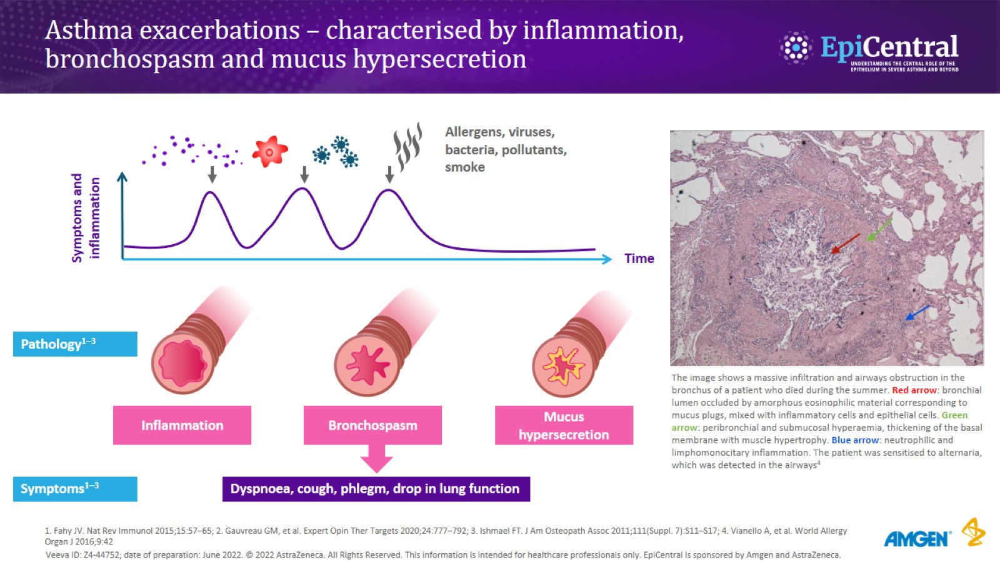 Asthma exacerbations – characterised by inflammation,
bronchospasm and mucus hypersecretion
EpiCentral
UNDERSTANDING THE CENTRAL ROLE OF THE
EPITHELIUM IN SEVERE ASTHMA AND BEYOND
Allergens, viruses,
bacteria, pollutants,
smoke
Symptoms and
inflammation
Time
Pathology¹⁻³
Inflammation
Bronchospasm
Mucus
hypersecretion
Symptoms¹⁻³
Dyspnoea, cough, phlegm, drop in lung function
The image shows a massive infiltration and airways obstruction in the
bronchus of a patient who died during the summer. Red arrow: bronchial
lumen occluded by amorphous eosinophilic material corresponding to
mucus plugs, mixed with inflammatory cells and epithelial cells. Green
arrow: peribronchial and submucosal hyperaemia, thickening of the basal
membrane with muscle hypertrophy. Blue arrow: neutrophilic and
limphomonocitary inflammation. The patient was sensitised to alternaria,
which was detected in the airways⁴
1. Fahy JV. Nat Rev Immunol 2015;15:57–65; 2. Gauvreau GM, et al. Expert Opin Ther Targets 2020;24:777–792; 3. Ishmael FT. J Am Osteopath Assoc 2011;111(Suppl. 7):S11–S17; 4. Vianello A, et al. World Allergy
Organ J 2016;9:42
Veeva ID: Z4-44752; date of preparation: June 2022. © 2022 AstraZeneca. All Rights Reserved. This information is intended for healthcare professionals only. EpiCentral is sponsored by Amgen and AstraZeneca.
AMGEN®